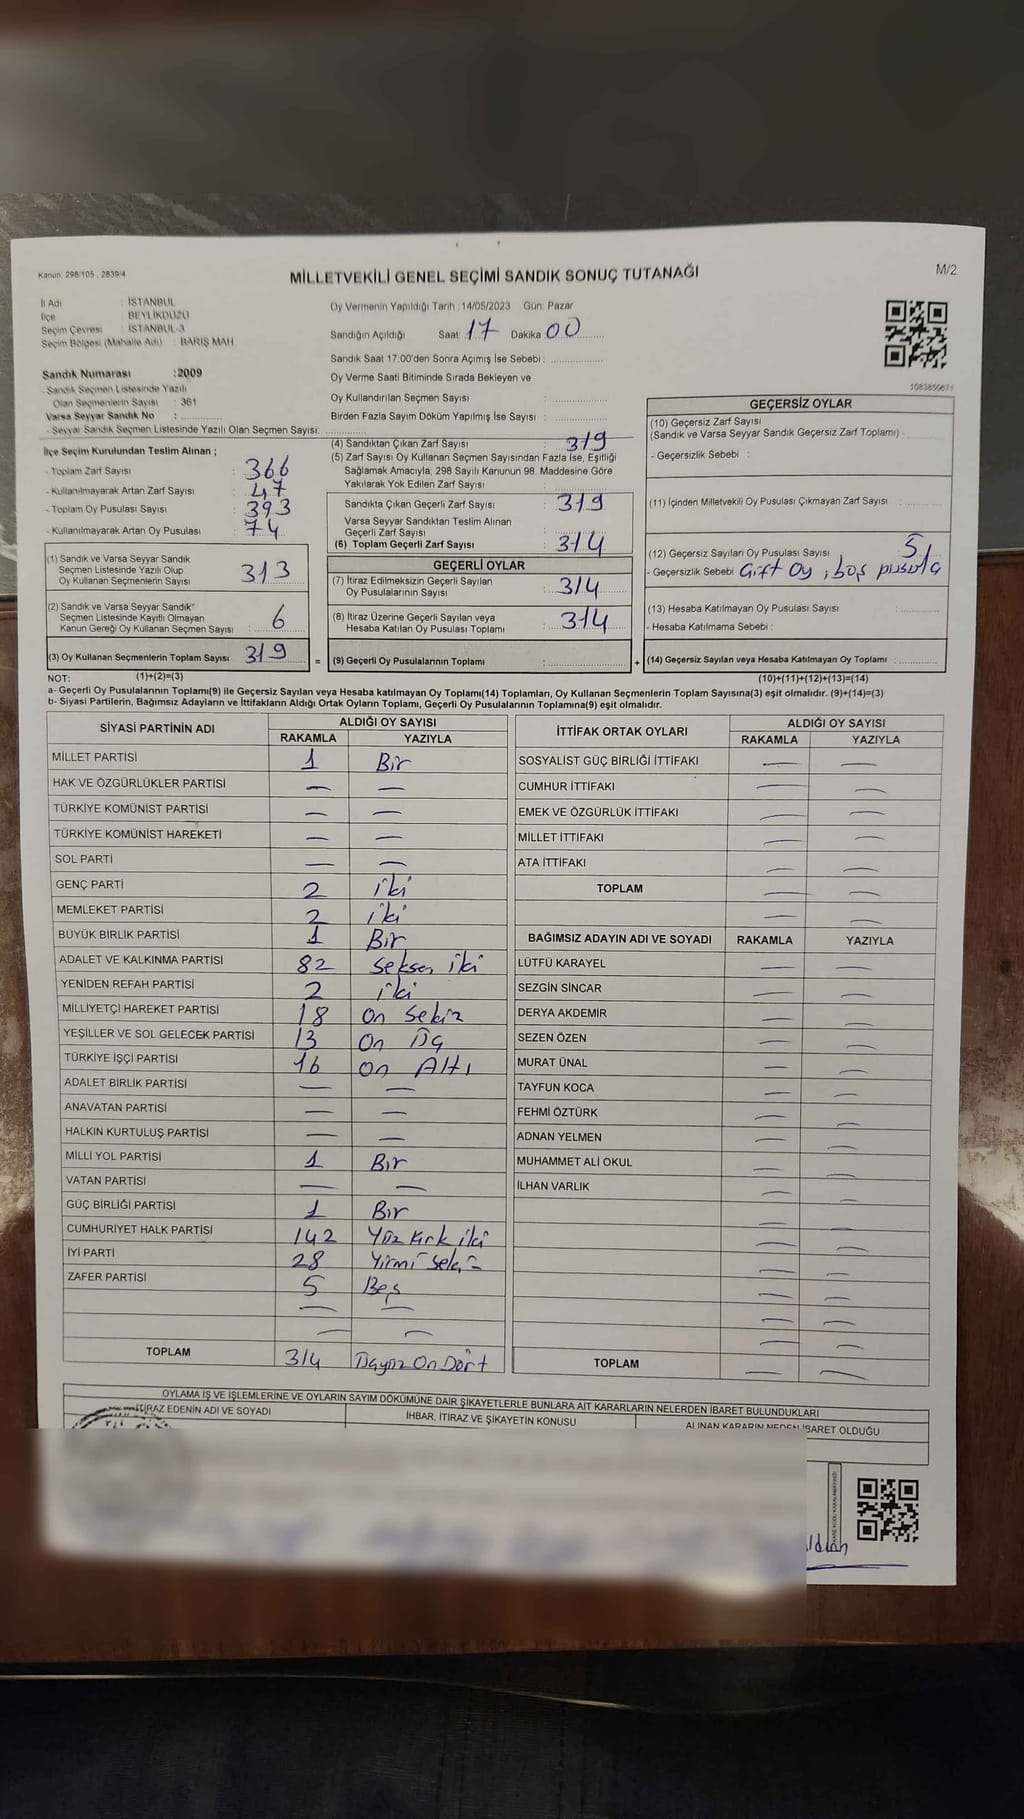 Kanun: 298/105 , 2839/4
MİLLETVEKİLİ GENEL SEÇİMİ SANDIK SONUÇ TUTANAĞI
M/2
İl Adı : İSTANBUL
İlçe : BEYLİKDÜZÜ
Seçim Çevresi : İSTANBUL-3
Seçim Bölgesi (Mahalle Adı) : BARIŞ MAH.
Sandık Numarası :2009
- Sandık Seçmen Listesinde Yazılı
Olan Seçmenlerin Sayısı : 361
Varsa Seyyar Sandık No :
- Seyyar Sandık Seçmen Listesinde Yazılı Olan Seçmen Sayısı:
Oy Vermenin Yapıldığı Tarih :14/05/2023 Gün: Pazar
Sandığın Açıldığı Saat: 17 Dakika: 00
Sandık Saat 17:00'den Sonra Açımış İse Sebebi :
Oy Verme Saati Bitiminde Sırada Bekleyen ve
Oy Kullandırılan Seçmen Sayısı :
Birden Fazla Sayım Döküm Yapılmış İse Sayısı :
1083650671
İlçe Seçim Kurulundan Teslim Alınan ;
- Toplam Zarf Sayısı : 366
- Kullanılmayarak Artan Zarf Sayısı : 47
- Toplam Oy Pusulası Sayısı : 393
- Kullanılmayarak Artan Oy Pusulası : 74
(1) Sandık ve Varsa Seyyar Sandık
Seçmen Listesinde Yazılı Olup
Oy Kullanan Seçmenlerin Sayısı : 313
(2) Sandık ve Varsa Seyyar Sandık
Seçmen Listesinde Kayıtlı Olmayan
Kanun Gereği Oy Kullanan Seçmen Sayısı : 6
(3) Oy Kullanan Seçmenlerin Toplam Sayısı 319
(4) Sandıktan Çıkan Zarf Sayısı : 319
(5) Zarf Sayısı Oy Kullanan Seçmen Sayısından Fazla İse, Eşitliği
Sağlamak Amacıyla, 298 Sayılı Kanunun 98. Maddesine Göre
Yakılarak Yok Edilen Zarf Sayısı :
Sandıkta Çıkan Geçerli Zarf Sayısı : 319
Varsa Seyyar Sandıktan Teslim Alınan
Geçerli Zarf Sayısı :
(6) Toplam Geçerli Zarf Sayısı : 314
GEÇERLİ OYLAR
(7) İtiraz Edilmeksizin Geçerli Sayılan
Oy Pusulalarının Sayısı : 314
(8) İtiraz Üzerine Geçerli Sayılan veya
Hesaba Katılan Oy Pusulası Toplamı : 314
= (9) Geçerli Oy Pusulalarının Toplamı :
GEÇERSİZ OYLAR
(10) Geçersiz Zarf Sayısı
(Sandık ve Varsa Seyyar Sandık Geçersiz Zarf Toplamı) :
- Geçersizlik Sebebi :
(11) İçinden Milletvekili Oy Pusulası Çıkmayan Zarf Sayısı :
(12) Geçersiz Sayılan Oy Pusulası Sayısı : 5
- Geçersizlik Sebebi Çift Oy , boş pusula
(13) Hesaba Katılmayan Oy Pusulası Sayısı :
- Hesaba Katılmama Sebebi :
+ (14) Geçersiz Sayılan veya Hesaba Katılmayan Oy Toplamı :
NOT: (1)+(2)=(3)
(10)+(11)+(12)+(13)=(14)
a- Geçerli Oy Pusulalarının Toplamı(9) ile Geçersiz Sayılan veya Hesaba katılmayan Oy Toplamı(14) Toplamları, Oy Kullanan Seçmenlerin Toplam Sayısına(3) eşit olmalıdır. (9)+(14)=(3)
b- Siyasi Partilerin, Bağımsız Adayların ve İttifakların Aldığı Ortak Oyların Toplamı, Geçerli Oy Pusulalarının Toplamına(9) eşit olmalıdır.
SİYASİ PARTİNİN ADI
ALDIĞI OY SAYISI
RAKAMLA YAZIYLA
MİLLET PARTİSİ 1 Bir
HAK VE ÖZGÜRLÜKLER PARTİSİ — —
TÜRKİYE KOMÜNİST PARTİSİ — —
TÜRKİYE KOMÜNİST HAREKETİ — —
SOL PARTİ — —
GENÇ PARTİ 2 iki
MEMLEKET PARTİSİ 2 iki
BÜYÜK BİRLİK PARTİSİ 1 Bir
ADALET VE KALKINMA PARTİSİ 82 Seksen iki
YENİDEN REFAH PARTİSİ 2 iki
MİLLİYETÇİ HAREKET PARTİSİ 18 On Sekiz
YEŞİLLER VE SOL GELECEK PARTİSİ 13 On Üç
TÜRKİYE İŞÇİ PARTİSİ 16 On Altı
ADALET BİRLİK PARTİSİ — —
ANAVATAN PARTİSİ — —
HALKIN KURTULUŞ PARTİSİ — —
MİLLİ YOL PARTİSİ 1 Bir
VATAN PARTİSİ — —
GÜÇ BİRLİĞİ PARTİSİ 1 Bir
CUMHURİYET HALK PARTİSİ 142 Yüz Kırk iki
İYİ PARTİ 28 Yirmi Sekiz
ZAFER PARTİSİ 5 Beş
— —
— —
TOPLAM 314 Üçyüz On Dört
İTTİFAK ORTAK OYLARI
ALDIĞI OY SAYISI
RAKAMLA YAZIYLA
SOSYALİST GÜÇ BİRLİĞİ İTTİFAKI — —
CUMHUR İTTİFAKI — —
EMEK VE ÖZGÜRLÜK İTTİFAKI — —
MİLLET İTTİFAKI — —
ATA İTTİFAKI — —
TOPLAM — —
— —
BAĞIMSIZ ADAYIN ADI VE SOYADI RAKAMLA YAZIYLA
LÜTFÜ KARAYEL — —
SEZGİN SİNCAR — —
DERYA AKDEMİR — —
SEZEN ÖZEN — —
MURAT ÜNAL — —
TAYFUN KOCA — —
FEHMİ ÖZTÜRK — —
ADNAN YELMEN — —
MUHAMMET ALİ OKUL — —
İLHAN VARLIK — —
— —
— —
— —
— —
— —
— —
TOPLAM — —
OYLAMA İŞ VE İŞLEMLERİNE VE OYLARIN SAYIM DÖKÜMÜNE DAİR ŞİKAYETLERLE BUNLARA AİT KARARLARIN NELERDEN İBARET BULUNDUKLARI
İTİRAZ EDENİN ADI VE SOYADI
İHBAR, İTİRAZ VE ŞİKAYETİN KONUSU
ALINAN KARARIN NEDEN İBARET OLDUĞU